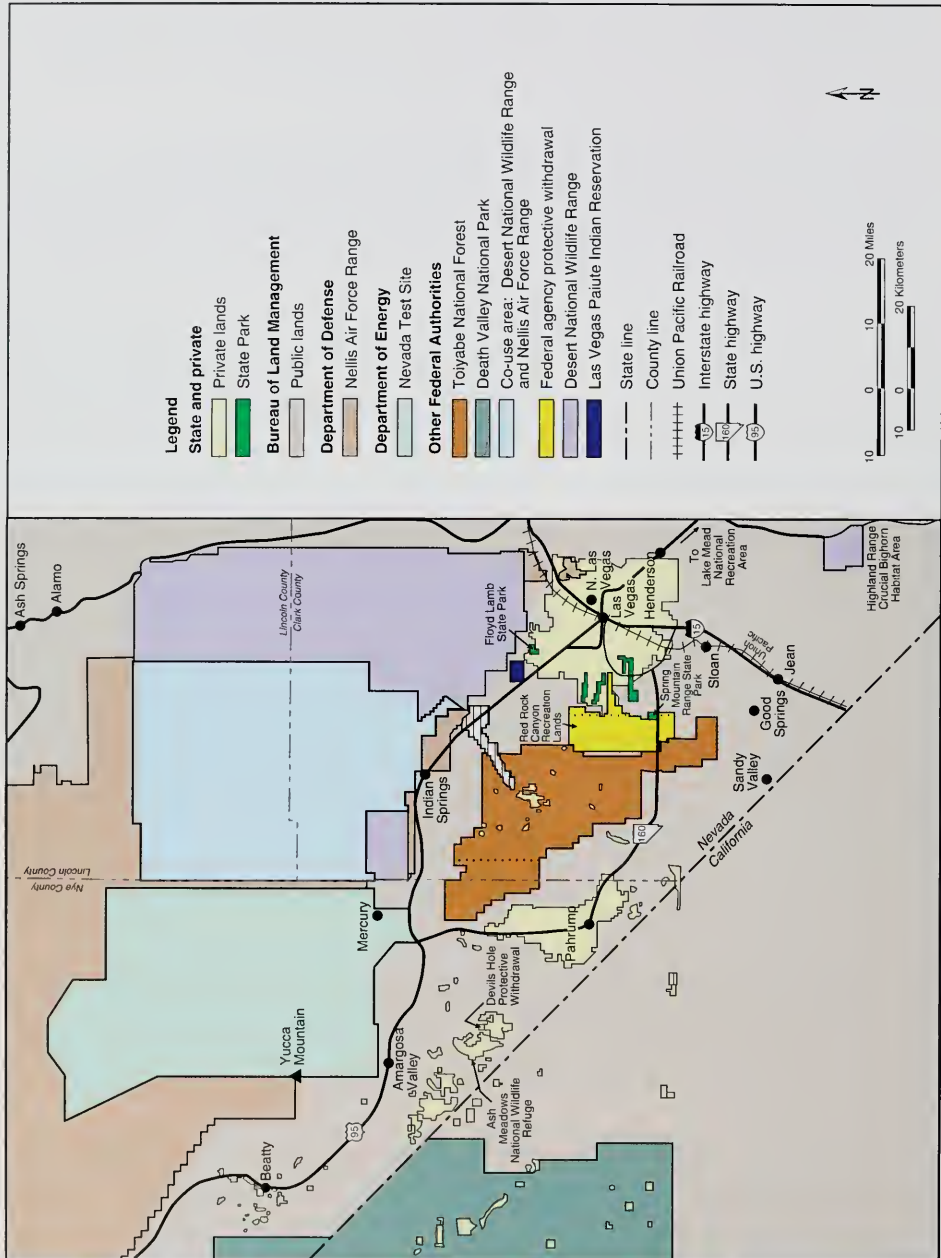 Legend
State and private
Private lands
State Park
Bureau of Land Management
Public lands
Department of Defense
Nellis Air Force Range
Department of Energy
Nevada Test Site
Other Federal Authorities
Toiyabe National Forest
Death Valley National Park
Co-use area: Desert National Wildlife Range
and Nellis Air Force Range
Federal agency protective withdrawal
Desert National Wildlife Range
Las Vegas Paiute Indian Reservation
State line
County line
Union Pacific Railroad
15
Interstate highway
160
State highway
95
U.S. highway
10 0 10 20 Miles
10 0 10 20 Kilometers
N
Ash Springs
Alamo
Lincoln County
Clark County
Nye County
Lincoln County
Yucca
Mountain
Mercury
Beatty
95
Amargosa
Valley
Indian
Springs
Floyd Lamb
State Park
N. Las
Vegas
Las
Vegas
Henderson
To
Lake Mead
National
Recreation
Area
Red Rock
Canyon
Recreation
Lands
Spring
Mountain
Range State
Park
15
Sloan
Union
Pacific
Jean
Good
Springs
Sandy
Valley
Highland Range
Crucial Bighorn
Habitat Area
160
Pahrump
Devils Hole
Protective
Withdrawal
Ash
Meadows
National Wildlife
Refuge
Nevada
California